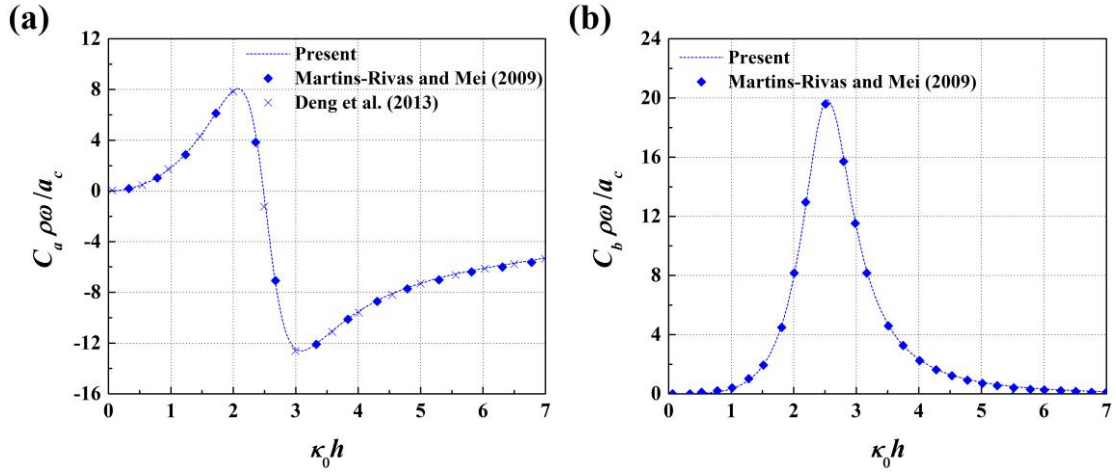 (a)
12
8
4
0
-4
-8
-12
-16
C_a ρω/a_c
Present
Martins-Rivas and Mei (2009)
Deng et al. (2013)
0 1 2 3 4 5 6 7
κ_0h
(b)
24
20
16
12
8
4
0
C_b ρω/a_c
Present
Martins-Rivas and Mei (2009)
0 1 2 3 4 5 6 7
κ_0h